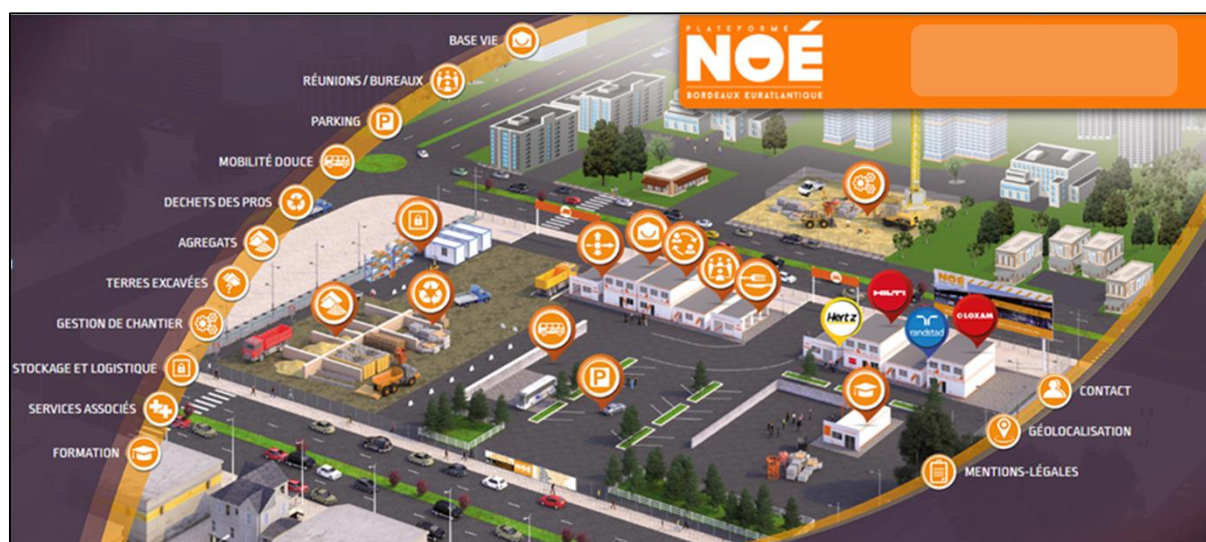 PLATEFORME
NOÉ
BORDEAUX EURATLANTIQUE
BASE VIE
RÉUNIONS / BUREAUX
PARKING
MOBILITÉ DOUCE
DECHETS DES PROS
AGREGATS
TERRES EXCAVÉES
GESTION DE CHANTIER
STOCKAGE ET LOGISTIQUE
SERVICES ASSOCIÉS
FORMATION
P
P
Hertz
HILTI
randstad
LOXAM
NOÉ
NOÉ
CONTACT
GÉOLOCALISATION
MENTIONS-LÉGALES